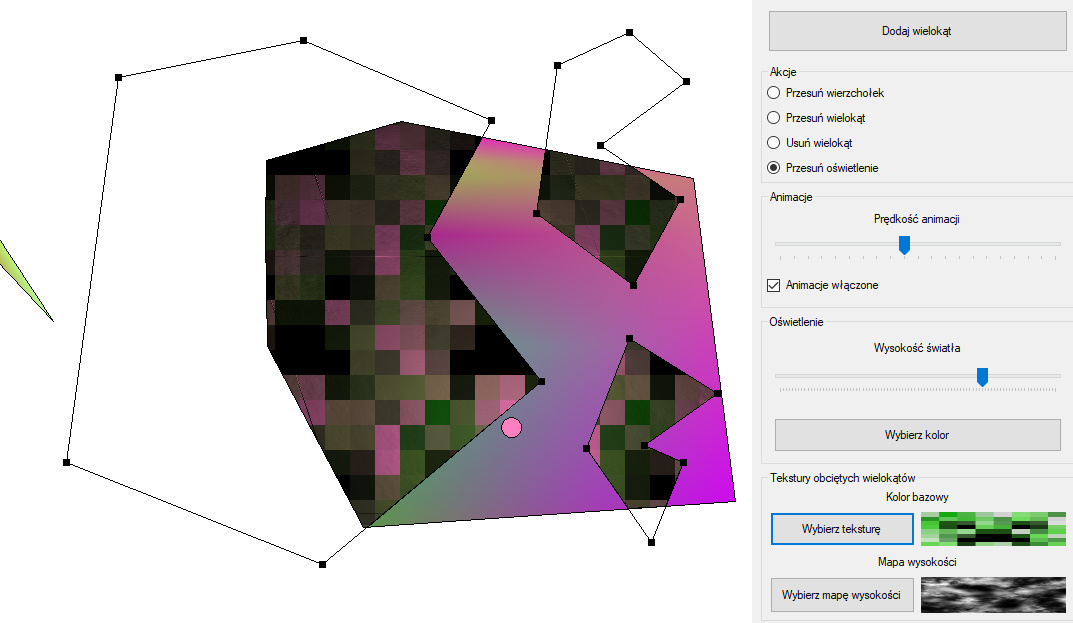 Dodaj wielokąt
Akcje
Przesuń wierzchołek
Przesuń wielokąt
Usuń wielokąt
Przesuń oświetlenie
Animacje
Prędkość animacji
Animacje włączone
Oświetlenie
Wysokość światła
Wybierz kolor
Tekstury obciętych wielokątów
Kolor bazowy
Wybierz teksturę
Mapa wysokości
Wybierz mapę wysokości